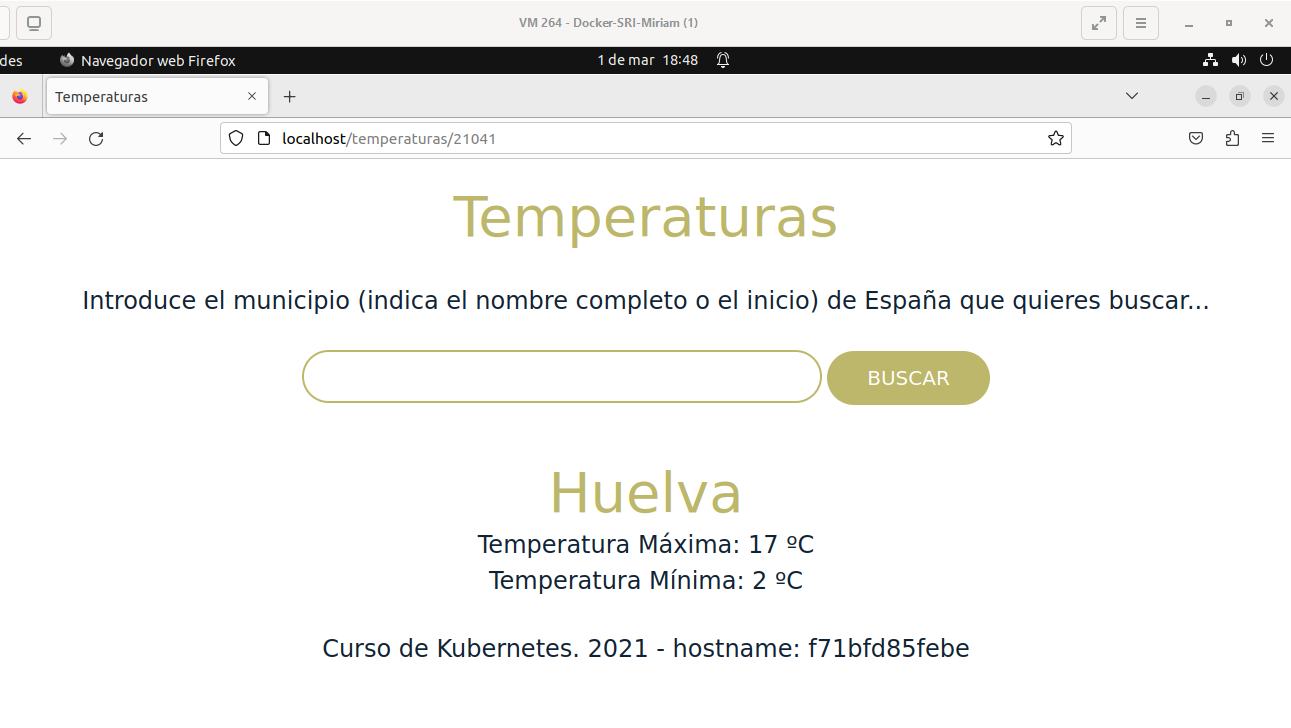 VM 264 - Docker-SRI-Miriam (1)
des Navegador web Firefox 1 de mar 18:48
Temperaturas
localhost/temperaturas/21041
Temperaturas
Introduce el municipio (indica el nombre completo o el inicio) de España que quieres buscar...
BUSCAR
Huelva
Temperatura Máxima: 17 ºC
Temperatura Mínima: 2 ºC
Curso de Kubernetes. 2021 - hostname: f71bfd85febe